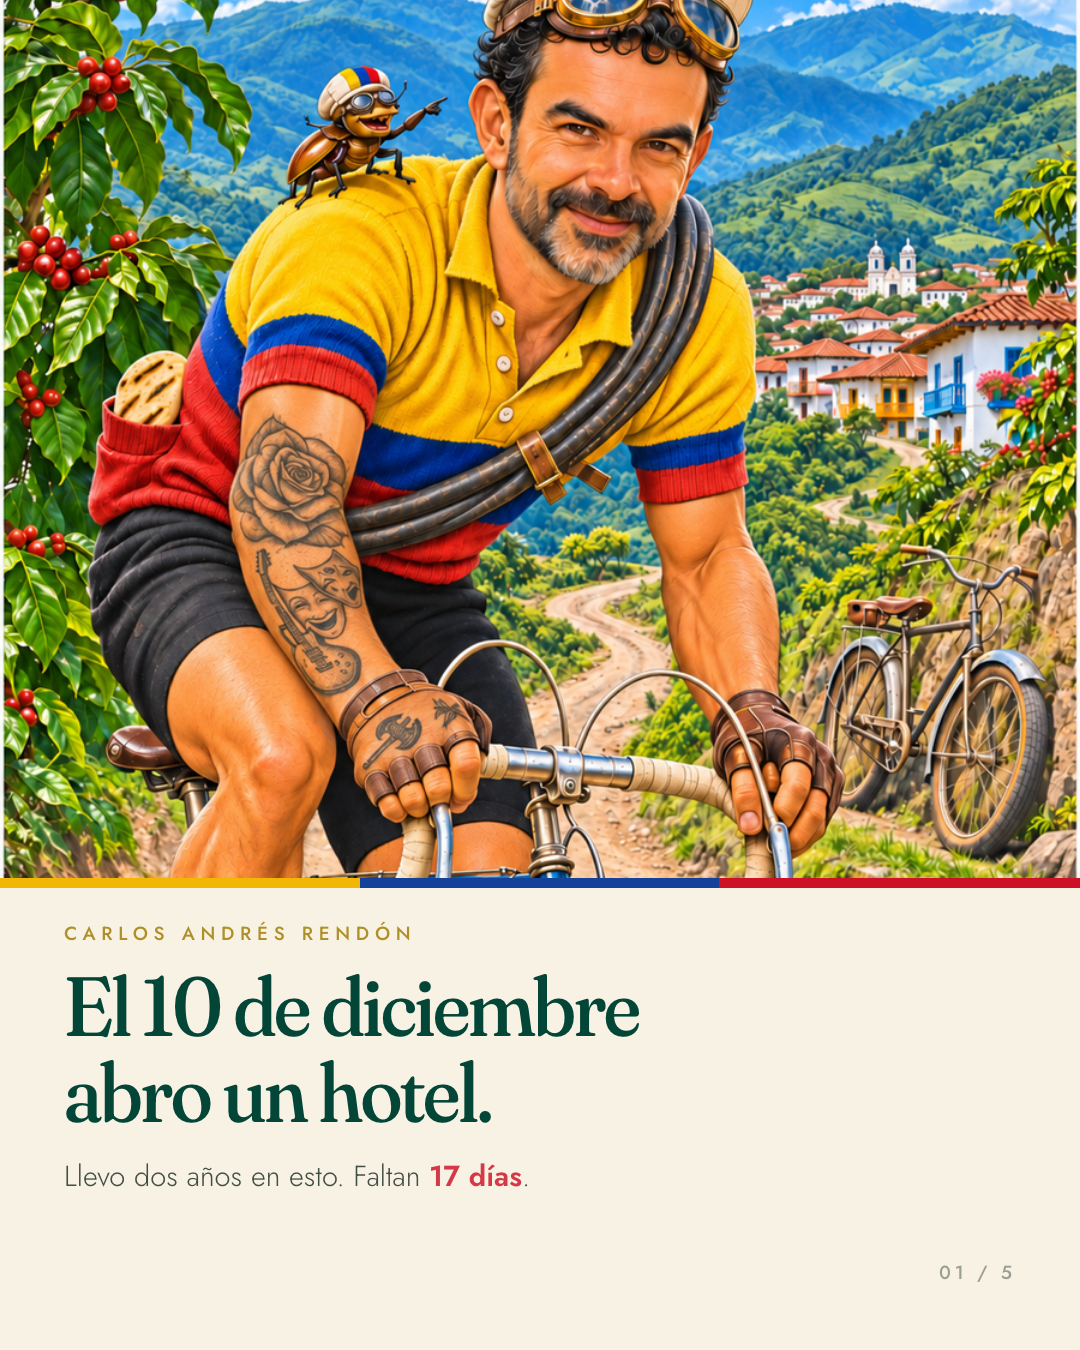 CARLOS ANDRÉS RENDÓN
El 10 de diciembre
abro un hotel.
Llevo dos años en esto. Faltan 17 días.
01 / 5